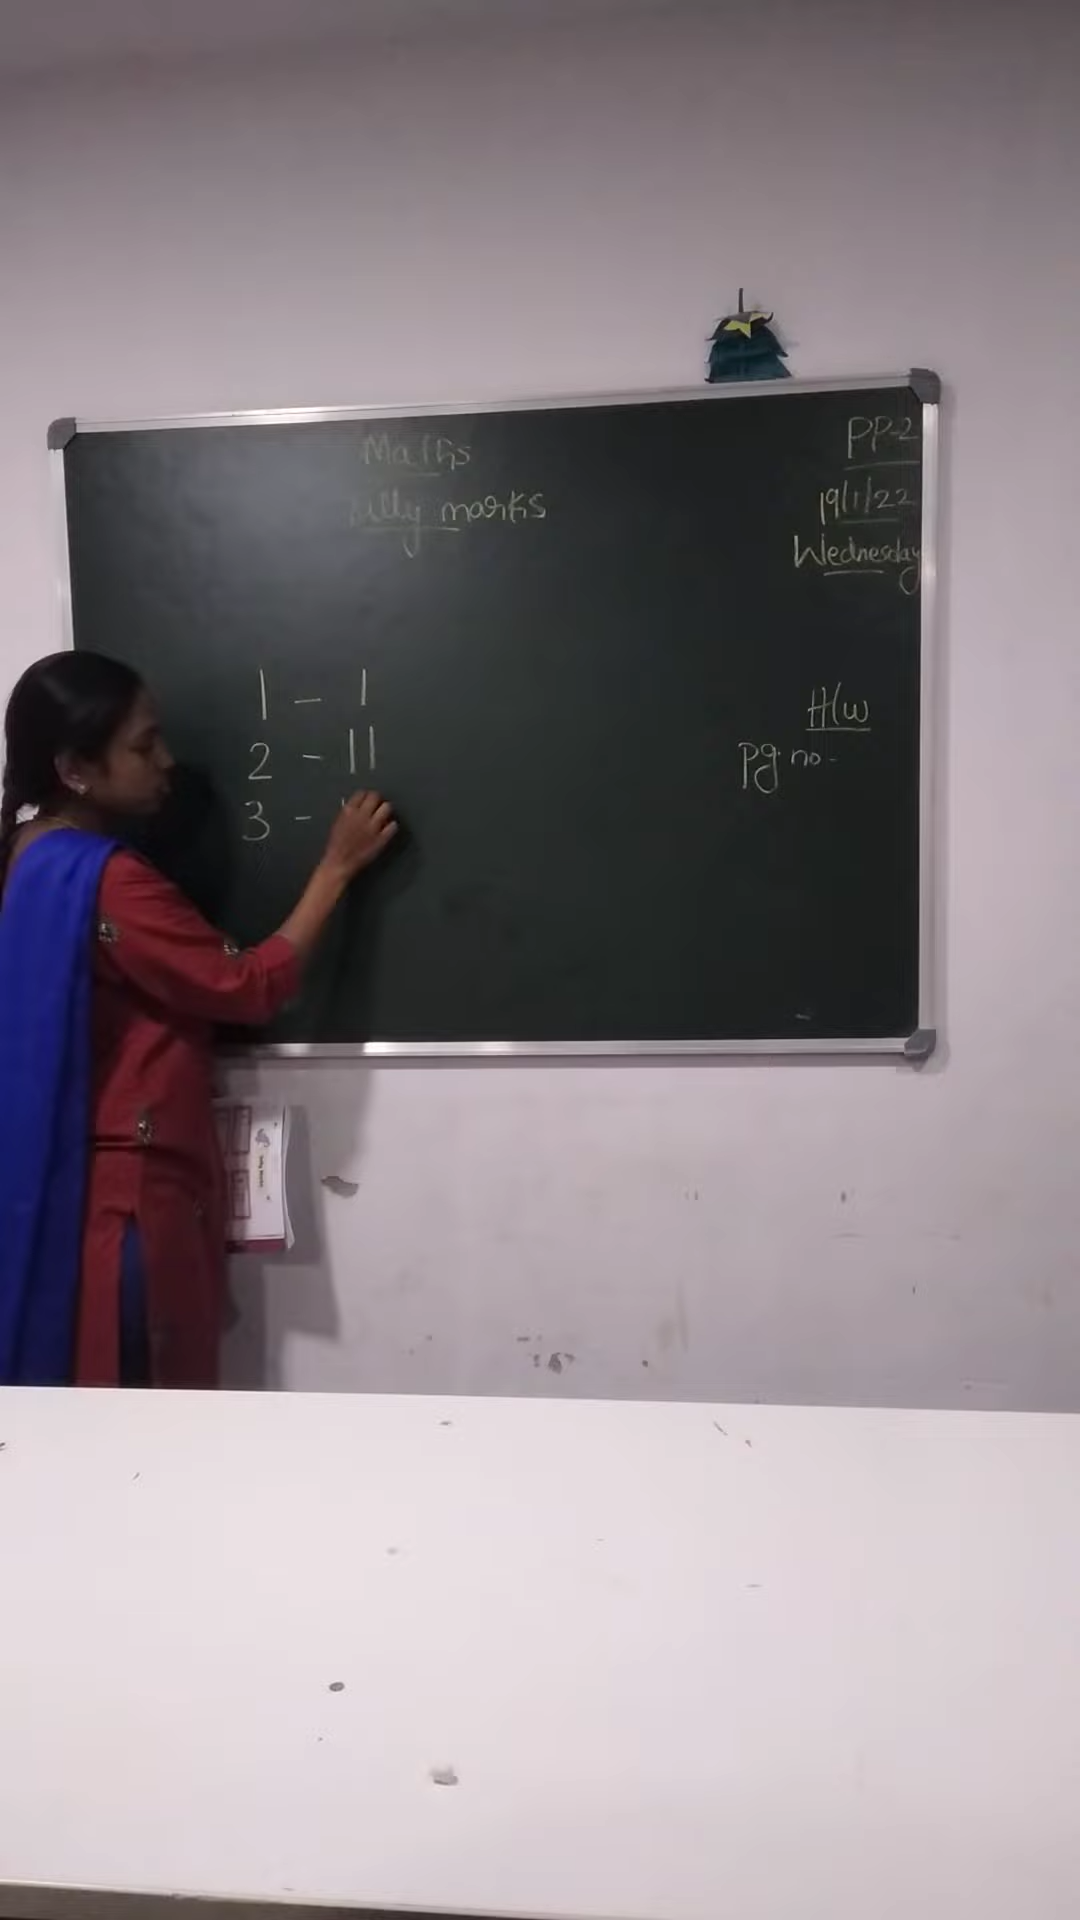 Maths
Tally marks
PP-2
19/1/22
Wednesday
1 - |
2 - ||
3 -
H/w
Pg. no -